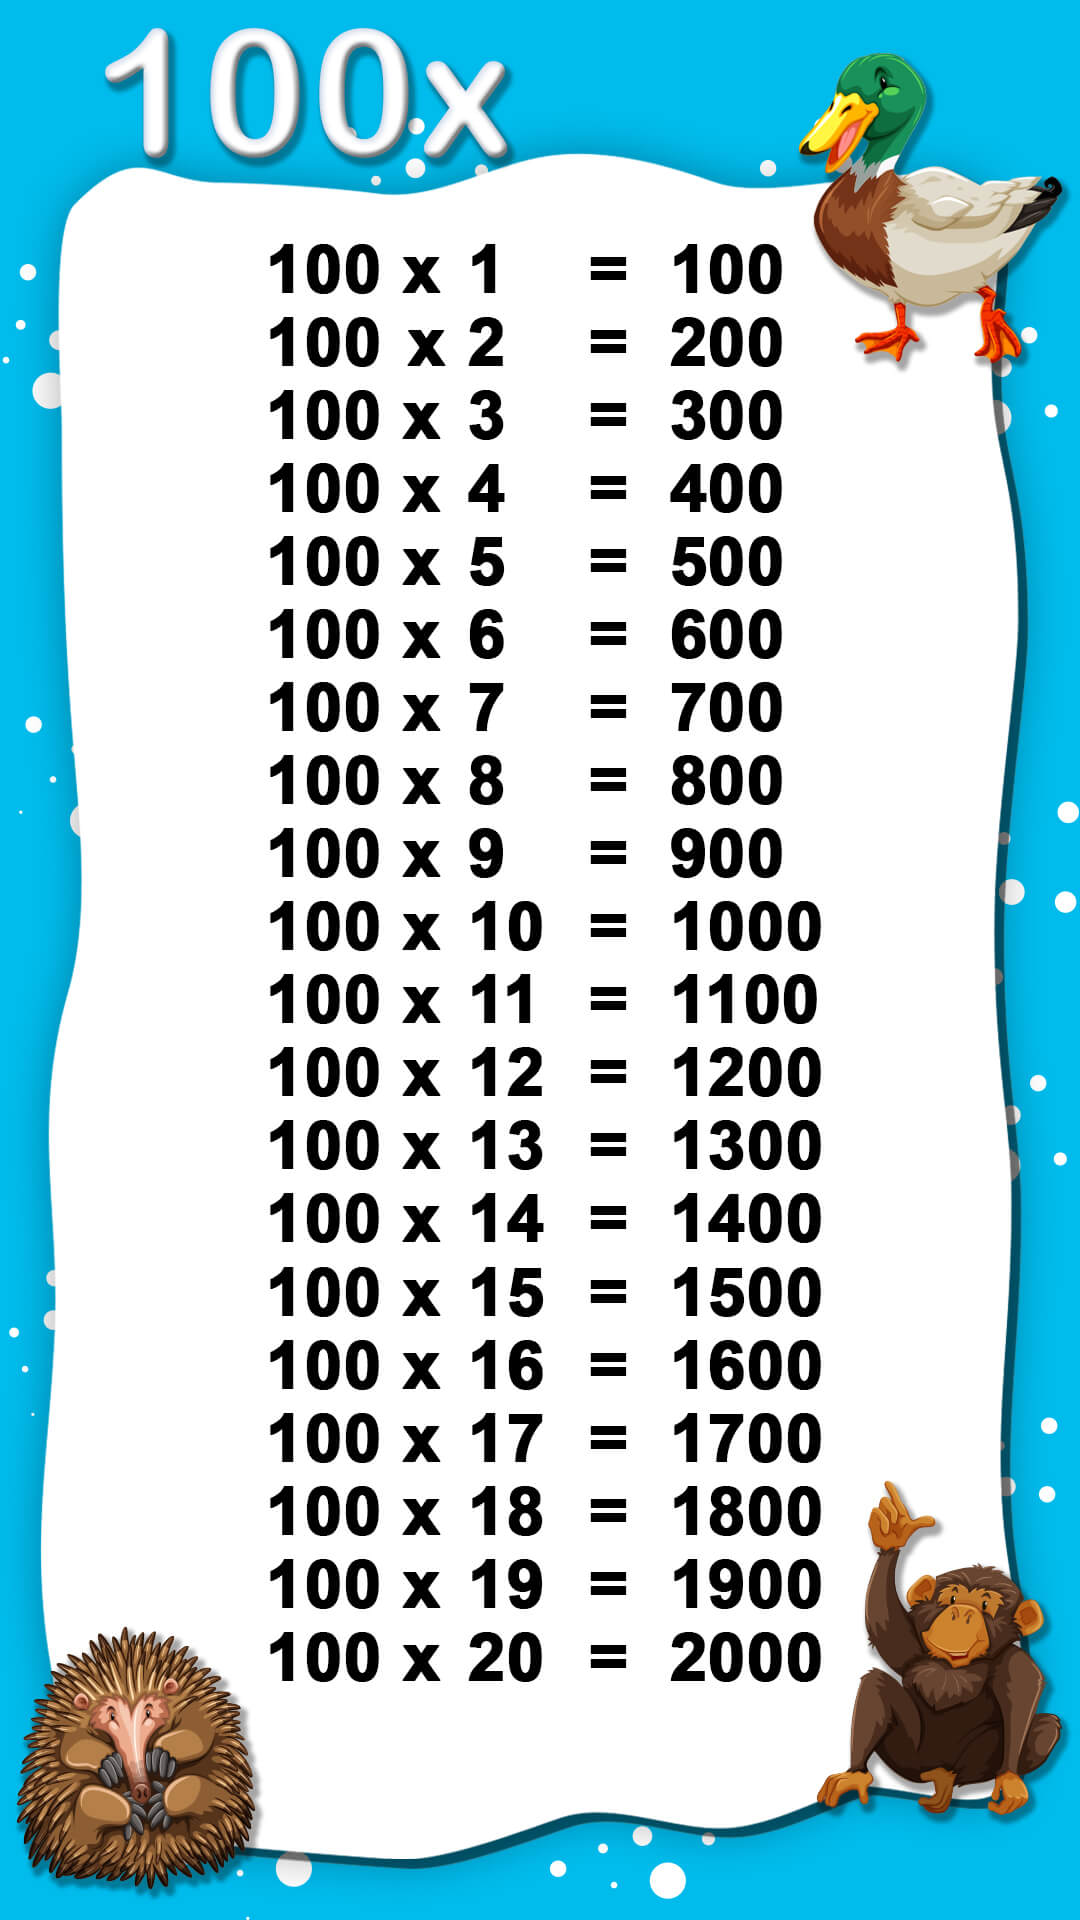 100x
100 x 1 = 100
100 x 2 = 200
100 x 3 = 300
100 x 4 = 400
100 x 5 = 500
100 x 6 = 600
100 x 7 = 700
100 x 8 = 800
100 x 9 = 900
100 x 10 = 1000
100 x 11 = 1100
100 x 12 = 1200
100 x 13 = 1300
100 x 14 = 1400
100 x 15 = 1500
100 x 16 = 1600
100 x 17 = 1700
100 x 18 = 1800
100 x 19 = 1900
100 x 20 = 2000